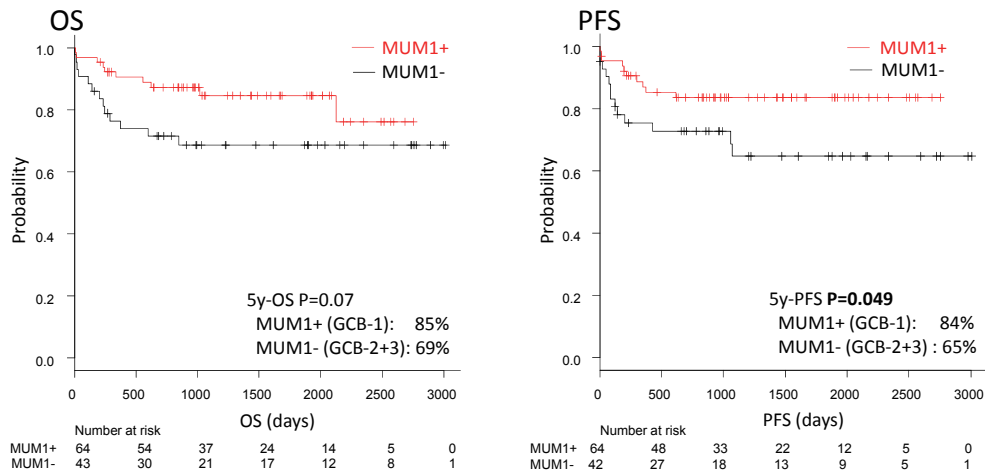 OS
MUM1+
MUM1-
1.0
0.8
0.6
0.4
0.2
0.0
Probability
5y-OS P=0.07
MUM1+ (GCB-1): 85%
MUM1- (GCB-2+3) : 69%
0 500 1000 1500 2000 2500 3000
OS (days)
Number at risk
MUM1+ 64 54 37 24 14 5 0
MUM1- 43 30 21 17 12 8 1
PFS
MUM1+
MUM1-
1.0
0.8
0.6
0.4
0.2
0.0
Probability
5y-PFS P=0.049
MUM1+ (GCB-1) : 84%
MUM1- (GCB-2+3) : 65%
0 500 1000 1500 2000 2500 3000
PFS (days)
Number at risk
MUM1+ 64 48 33 22 12 5 0
MUM1- 42 27 18 13 9 5 1